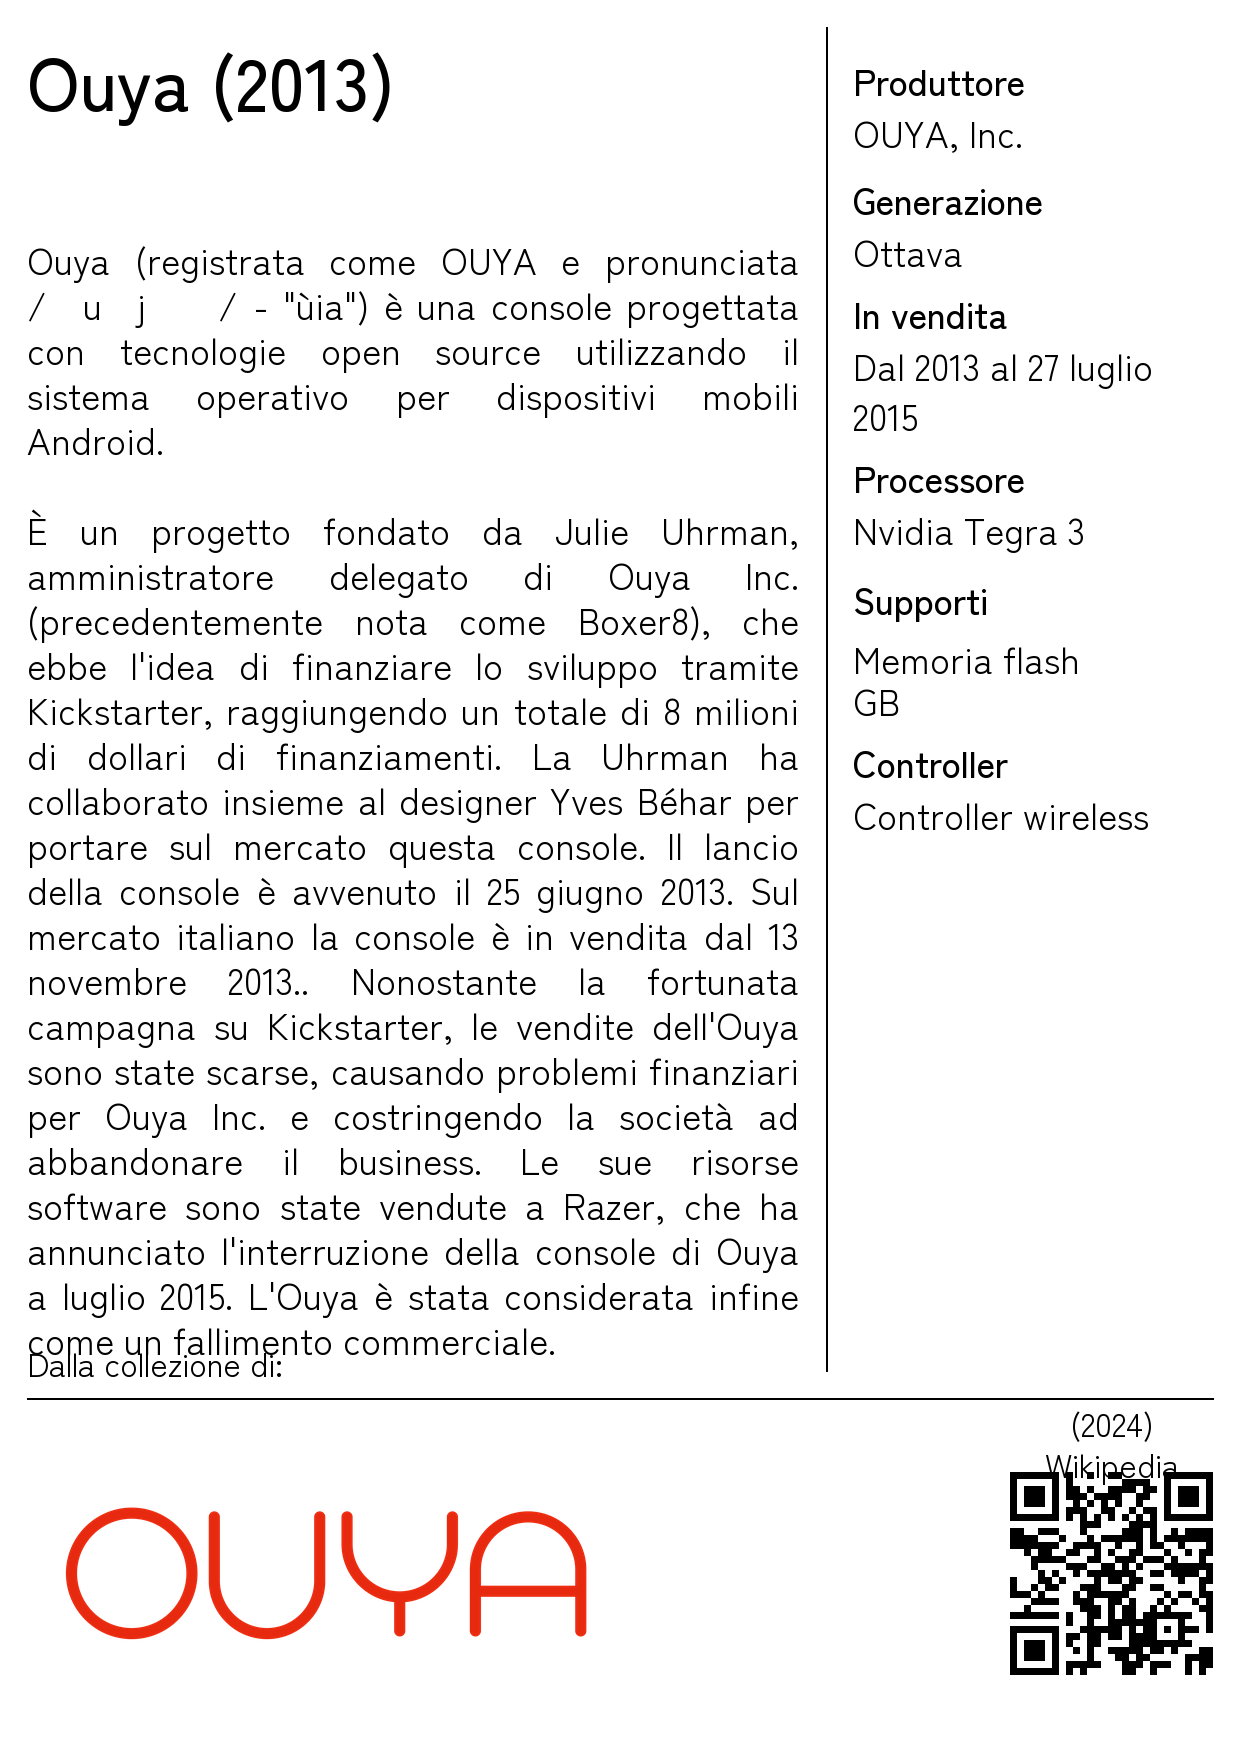 Ouya (2013)
Ouya (registrata come OUYA e pronunciata
/ u j / - "ùia") è una console progettata
con tecnologie open source utilizzando il
sistema operativo per dispositivi mobili
Android.
È un progetto fondato da Julie Uhrman,
amministratore delegato di Ouya Inc.
(precedentemente nota come Boxer8), che
ebbe l'idea di finanziare lo sviluppo tramite
Kickstarter, raggiungendo un totale di 8 milioni
di dollari di finanziamenti. La Uhrman ha
collaborato insieme al designer Yves Béhar per
portare sul mercato questa console. Il lancio
della console è avvenuto il 25 giugno 2013. Sul
mercato italiano la console è in vendita dal 13
novembre 2013.. Nonostante la fortunata
campagna su Kickstarter, le vendite dell'Ouya
sono state scarse, causando problemi finanziari
per Ouya Inc. e costringendo la società ad
abbandonare il business. Le sue risorse
software sono state vendute a Razer, che ha
annunciato l'interruzione della console di Ouya
a luglio 2015. L'Ouya è stata considerata infine
come un fallimento commerciale.
Dalla collezione di:
Produttore
OUYA, Inc.
Generazione
Ottava
In vendita
Dal 2013 al 27 luglio
2015
Processore
Nvidia Tegra 3
Supporti
Memoria flash
GB
Controller
Controller wireless
(2024)
Wikipedia
OUYA